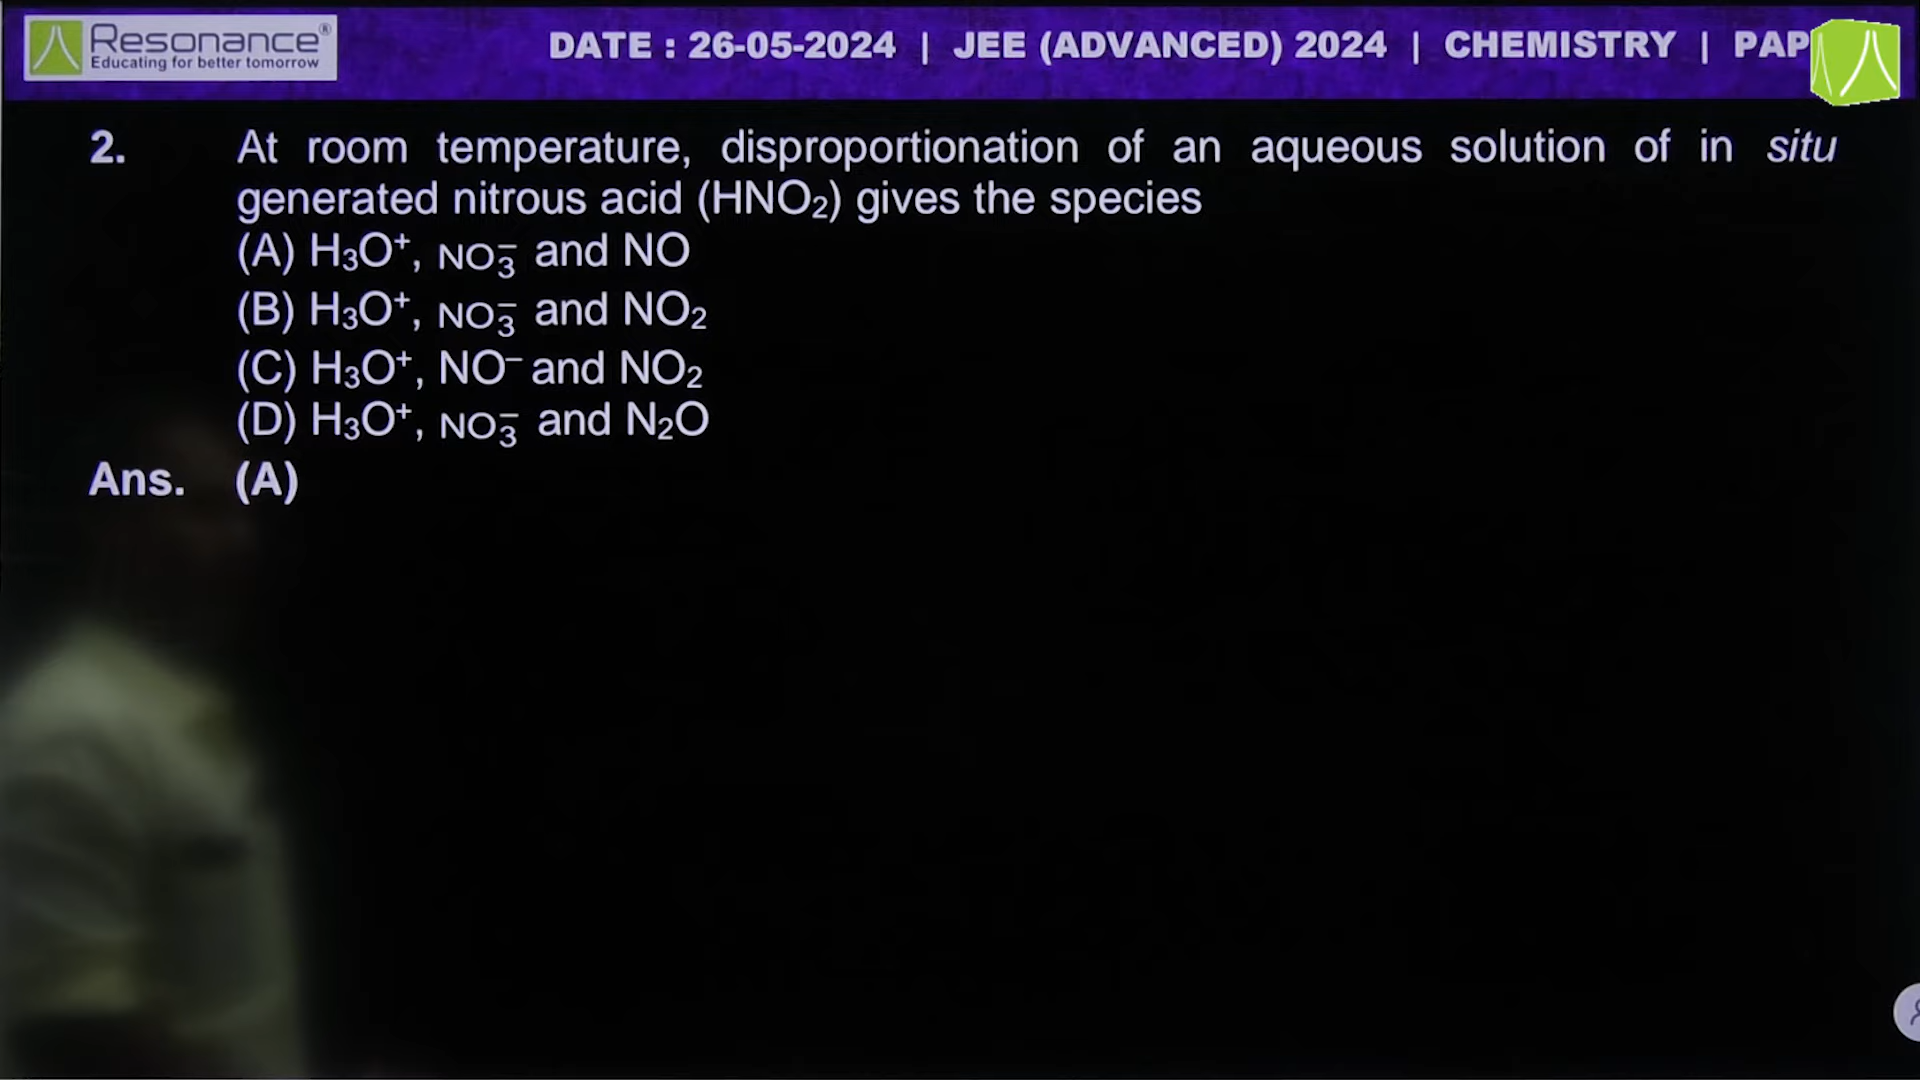 Resonance®
Educating for better tomorrow
DATE : 26-05-2024 | JEE (ADVANCED) 2024 | CHEMISTRY | PAP
2. At room temperature, disproportionation of an aqueous solution of in situ
generated nitrous acid (HNO₂) gives the species
(A) H₃O⁺, NO₃⁻ and NO
(B) H₃O⁺, NO₃⁻ and NO₂
(C) H₃O⁺, NO⁻ and NO₂
(D) H₃O⁺, NO₃⁻ and N₂O
Ans. (A)